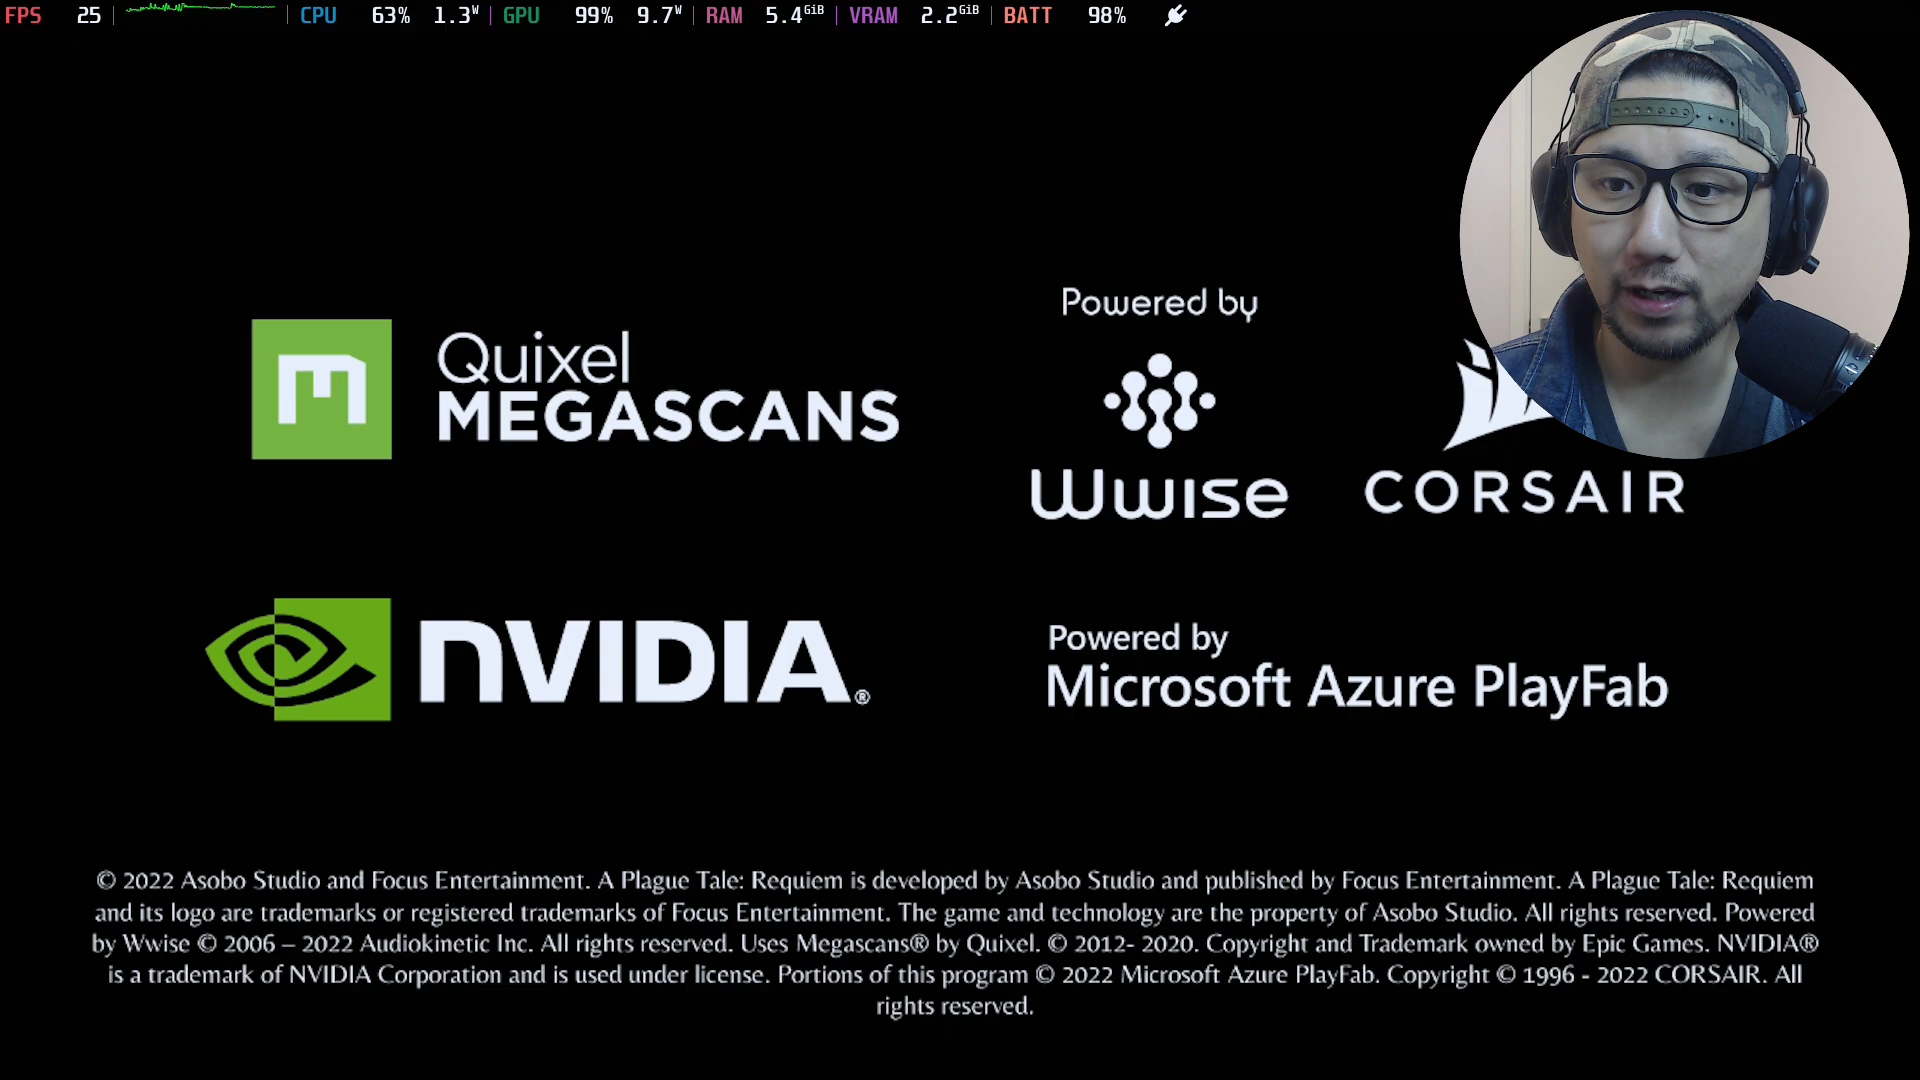 FPS 25 CPU 63% 1.3W GPU 99% 9.7W RAM 5.4GiB VRAM 2.2GiB BATT 98%
Quixel
MEGASCANS
Powered by
Wwise
CORSAIR
NVIDIA®
Powered by
Microsoft Azure PlayFab
© 2022 Asobo Studio and Focus Entertainment. A Plague Tale: Requiem is developed by Asobo Studio and published by Focus Entertainment. A Plague Tale: Requiem
and its logo are trademarks or registered trademarks of Focus Entertainment. The game and technology are the property of Asobo Studio. All rights reserved. Powered
by Wwise © 2006 – 2022 Audiokinetic Inc. All rights reserved. Uses Megascans® by Quixel. © 2012- 2020. Copyright and Trademark owned by Epic Games. NVIDIA®
is a trademark of NVIDIA Corporation and is used under license. Portions of this program © 2022 Microsoft Azure PlayFab. Copyright © 1996 - 2022 CORSAIR. All
rights reserved.